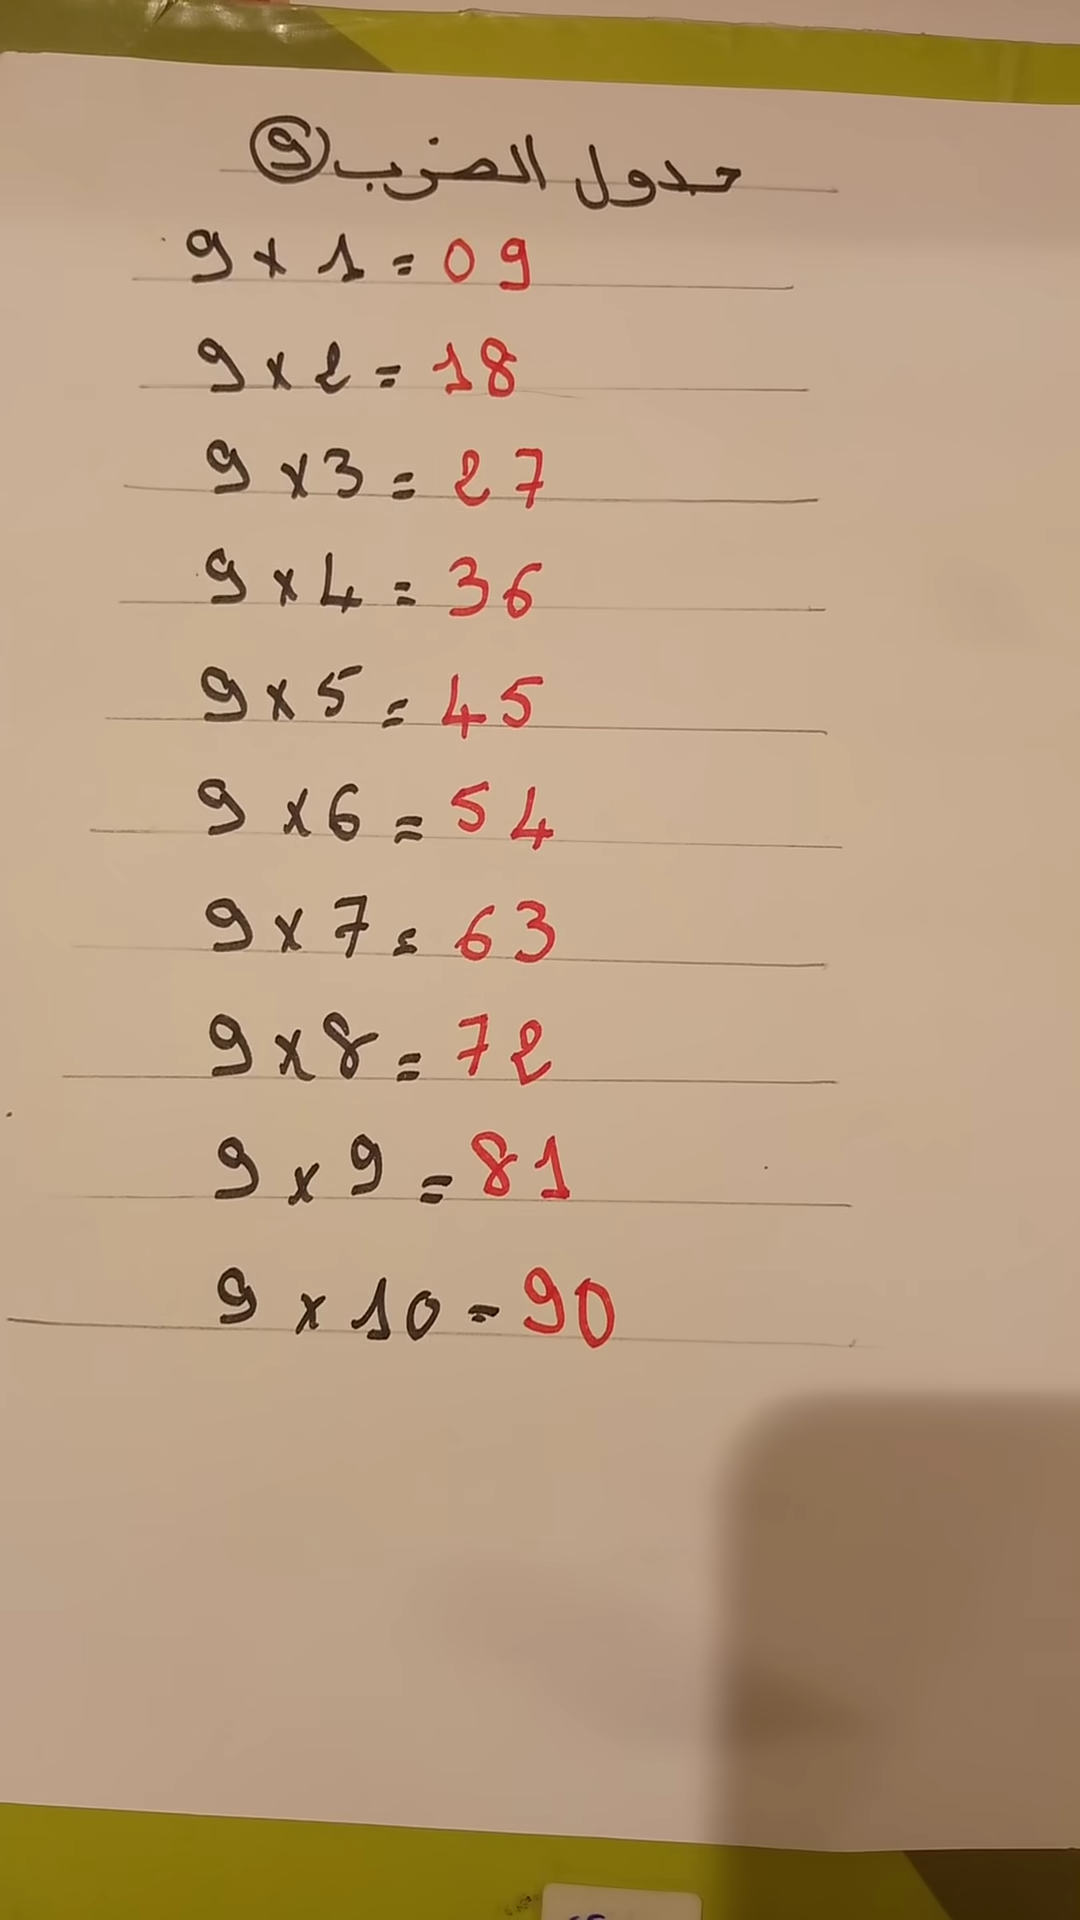 جدول الضرب 9
9 x 1 = 09
9 x 2 = 18
9 x 3 = 27
9 x 4 = 36
9 x 5 = 45
9 x 6 = 54
9 x 7 = 63
9 x 8 = 72
9 x 9 = 81
9 x 10 = 90